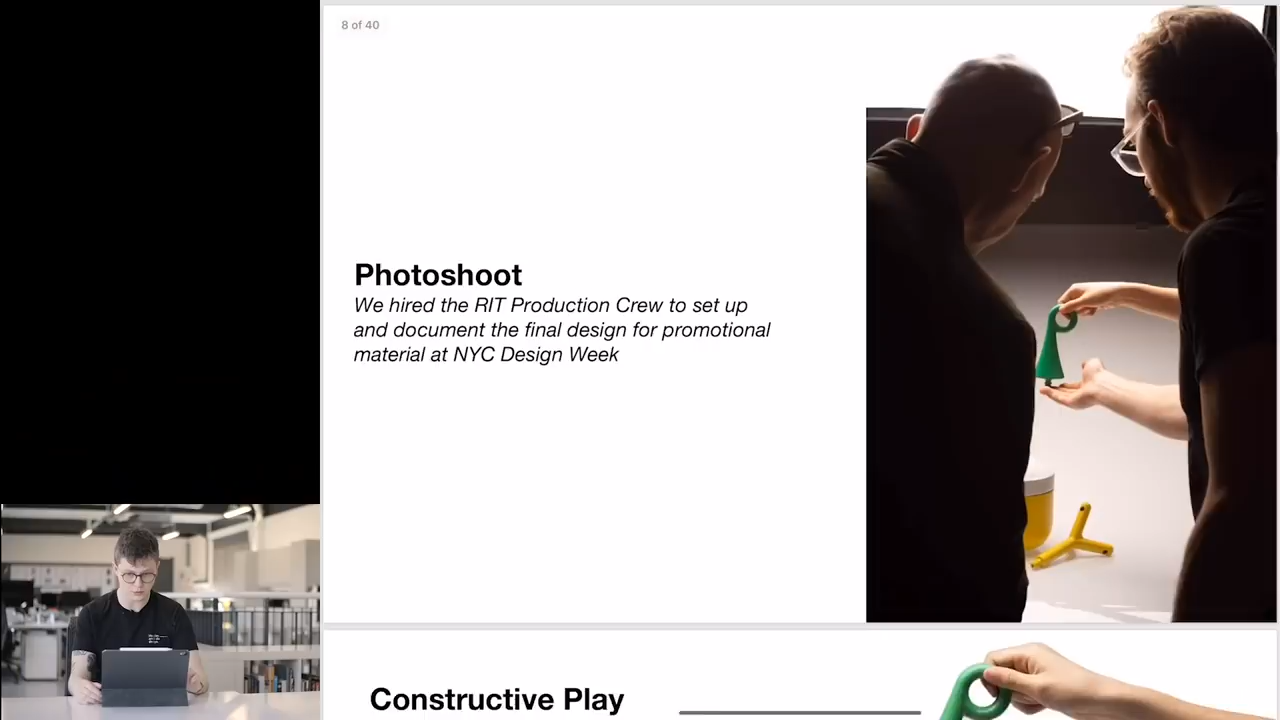 8 of 40
Photoshoot
We hired the RIT Production Crew to set up
and document the final design for promotional
material at NYC Design Week
Constructive Play